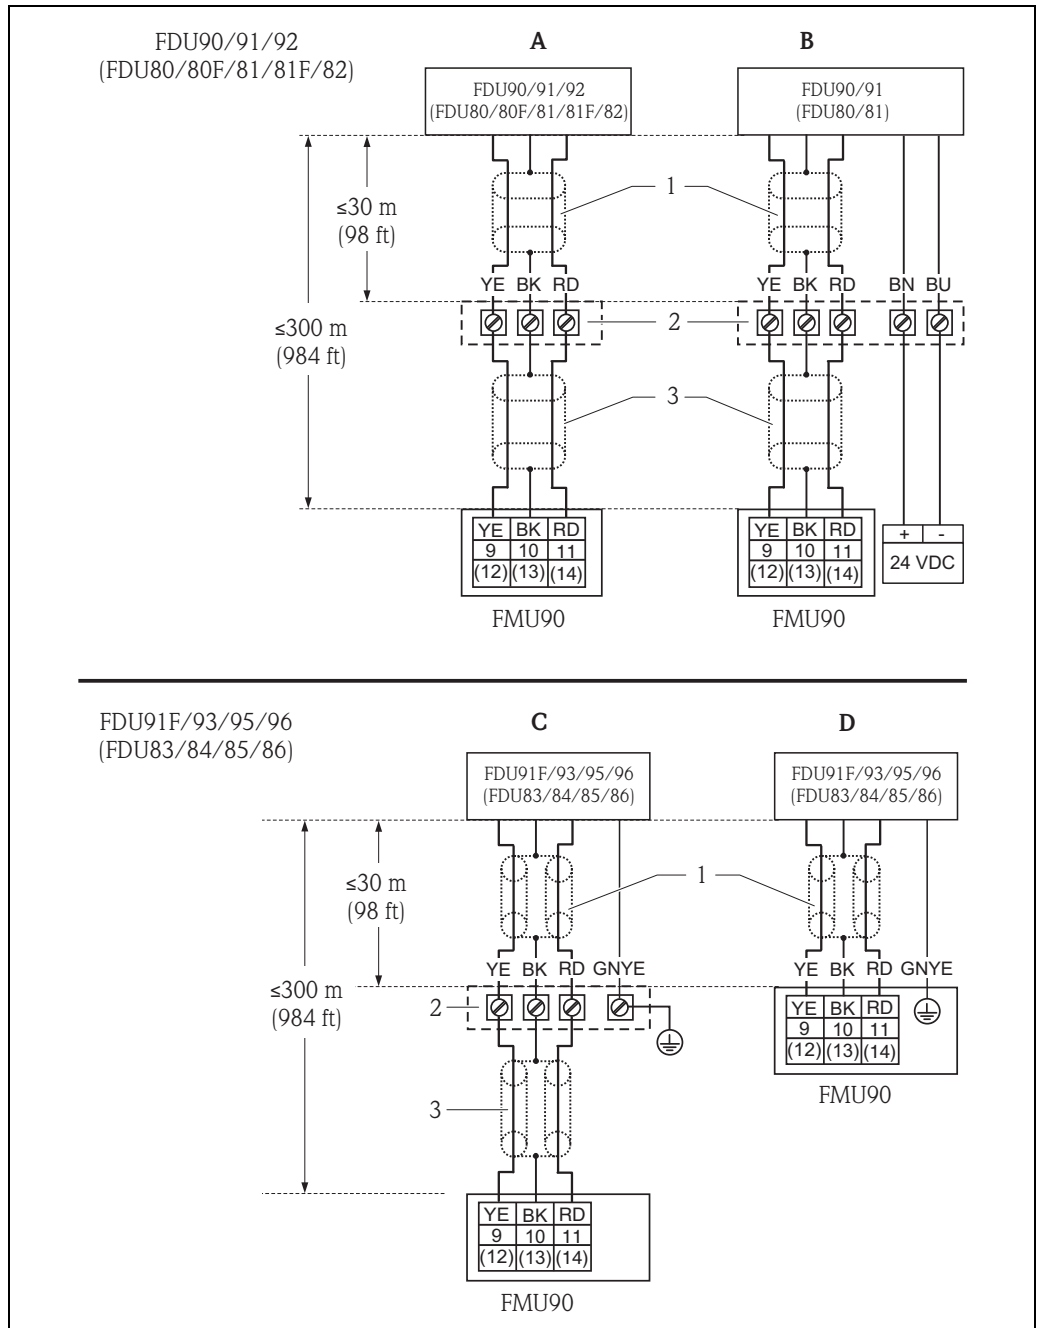 FDU90/91/92
(FDU80/80F/81/81F/82)
A
B
FDU90/91/92
(FDU80/80F/81/81F/82)
FDU90/91
(FDU80/81)
≤30 m
(98 ft)
1
YE BK RD
YE BK RD BN BU
≤300 m
(984 ft)
2
3
YE BK RD
9 10 11
(12) (13) (14)
YE BK RD
9 10 11
(12) (13) (14)
+ -
24 VDC
FMU90
FMU90
FDU91F/93/95/96
(FDU83/84/85/86)
C
D
FDU91F/93/95/96
(FDU83/84/85/86)
FDU91F/93/95/96
(FDU83/84/85/86)
≤30 m
(98 ft)
1
YE BK RD GNYE
YE BK RD GNYE
≤300 m
(984 ft)
2
YE BK RD
9 10 11
(12) (13) (14)
FMU90
3
YE BK RD
9 10 11
(12) (13) (14)
FMU90